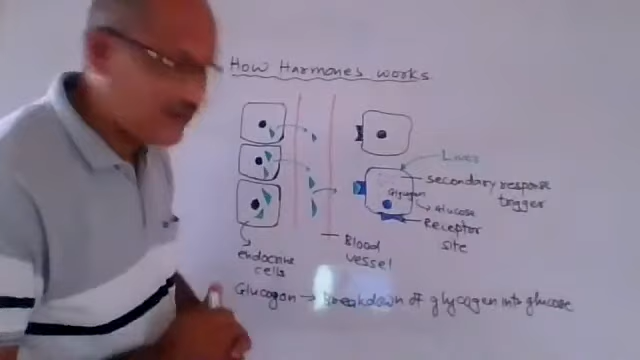 How Harmones works
Liver
secondary response
trigger
Glycogen
Glucose
Receptor
site
endocrine
cells
Blood
vessel
Glucogon → Breakdown of glycogen into glucose